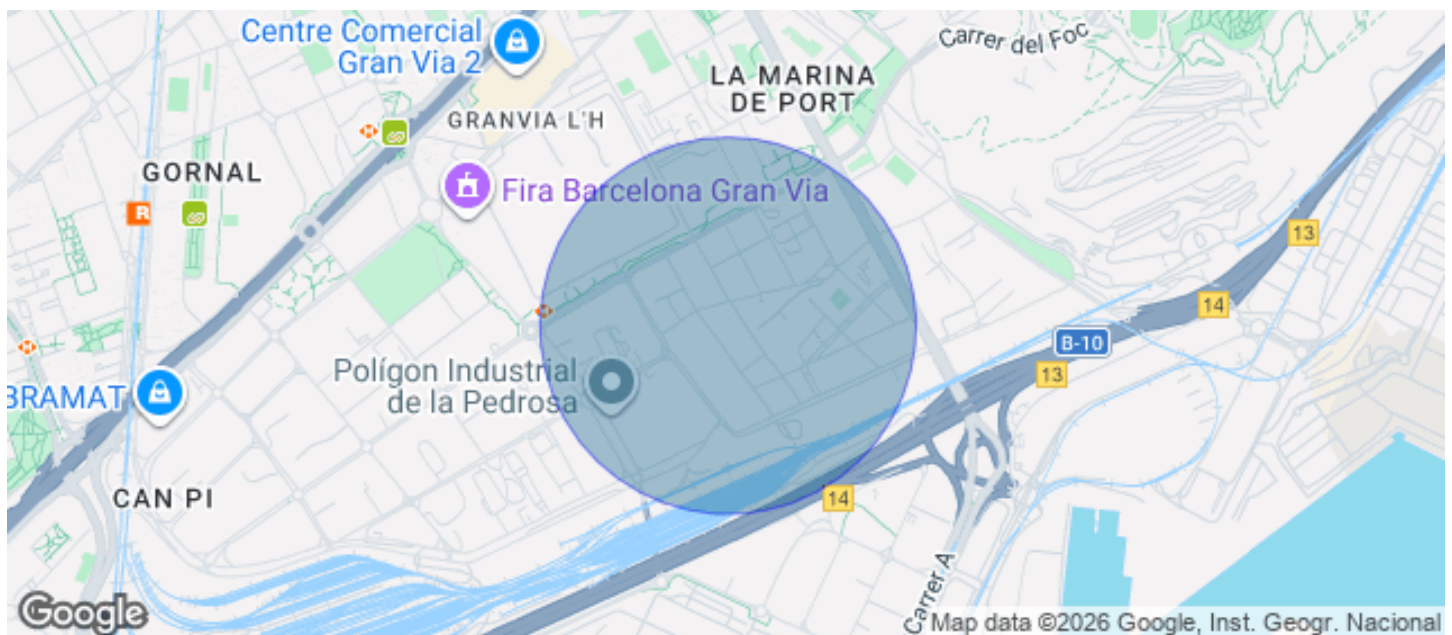 Centre Comercial
Gran Via 2
Carrer del Foc
LA MARINA
DE PORT
GRANVIA L'H
GORNAL
R
Fira Barcelona Gran Via
13
14
B-10
13
Polígon Industrial
de la Pedrosa
BRAMAT
CAN PI
14
Carrer A
Google
Map data ©2026 Google, Inst. Geogr. Nacional